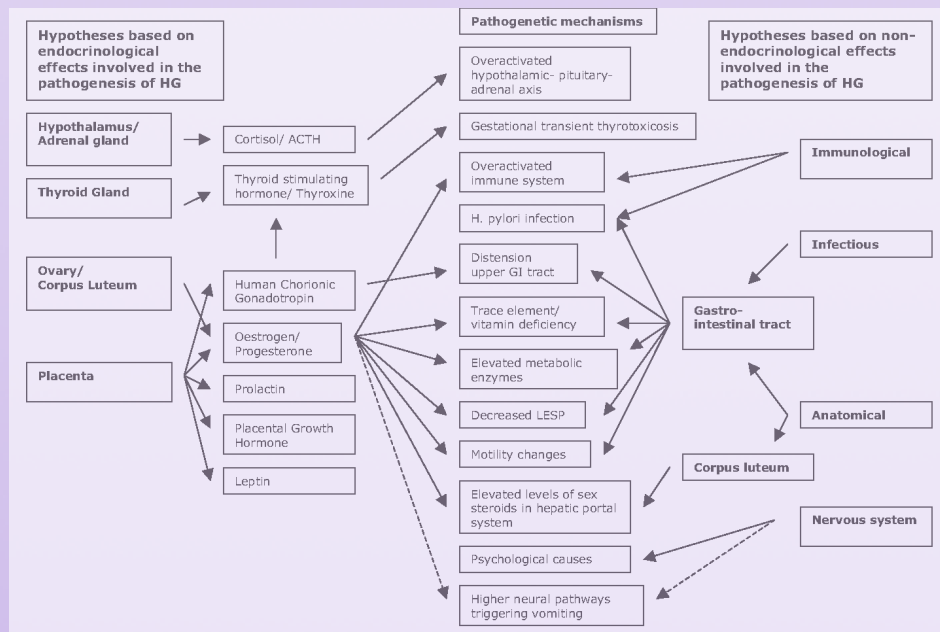 Hypotheses based on
endocrinological
effects involved in the
pathogenesis of HG
Hypothalamus/
Adrenal gland
Thyroid Gland
Ovary/
Corpus Luteum
Placenta
Cortisol/ ACTH
Thyroid stimulating
hormone/ Thyroxine
Human Chorionic
Gonadotropin
Oestrogen/
Progesterone
Prolactin
Placental Growth
Hormone
Leptin
Pathogenetic mechanisms
Overactivated
hypothalamic- pituitary-
adrenal axis
Gestational transient thyrotoxicosis
Overactivated
immune system
H. pylori infection
Distension
upper GI tract
Trace element/
vitamin deficiency
Elevated metabolic
enzymes
Decreased LESP
Motility changes
Elevated levels of sex
steroids in hepatic portal
system
Psychological causes
Higher neural pathways
triggering vomiting
Hypotheses based on non-
endocrinological effects
involved in the
pathogenesis of HG
Immunological
Infectious
Gastro-
intestinal tract
Anatomical
Corpus luteum
Nervous system